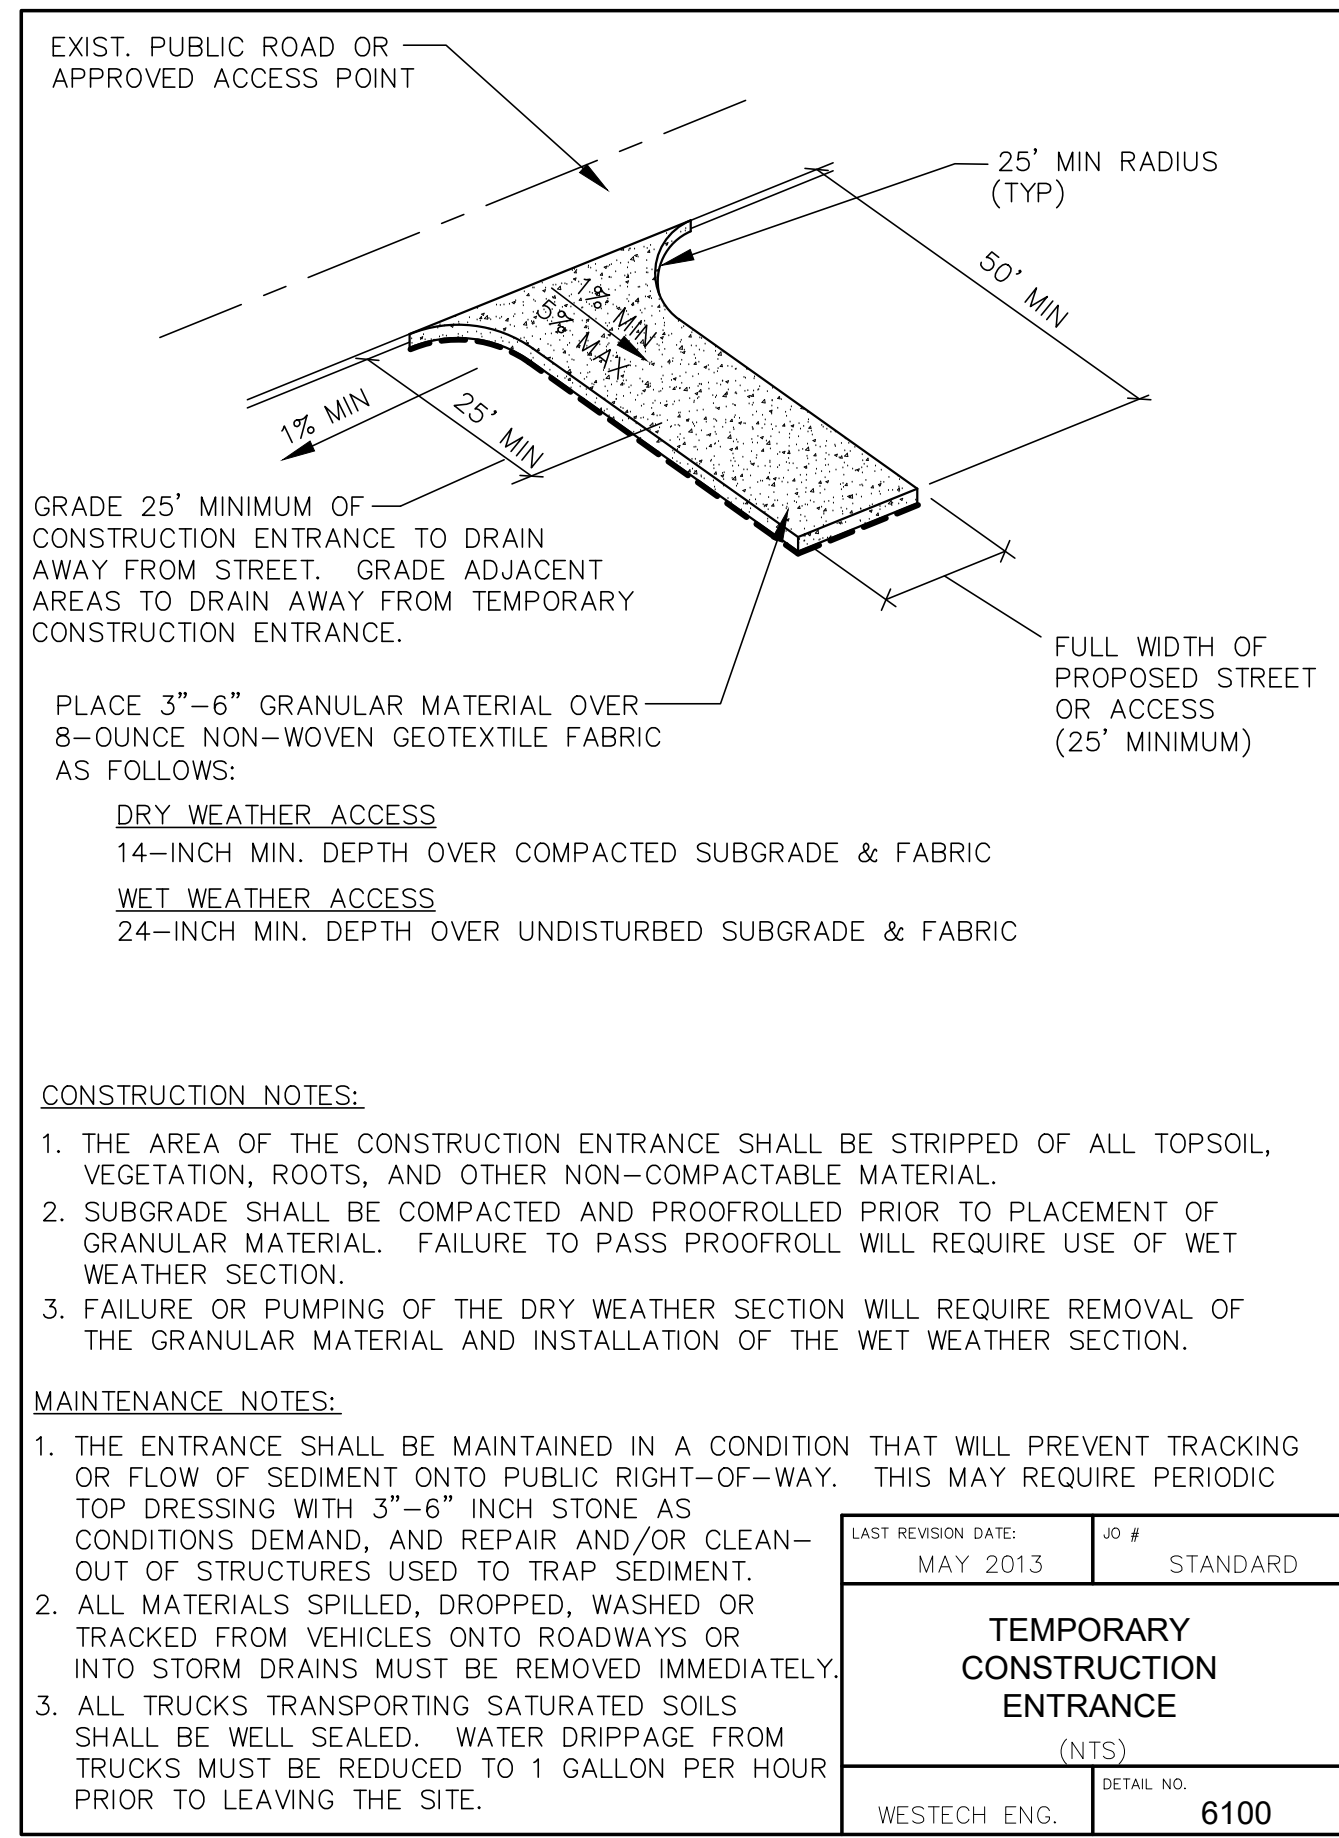 EXIST. PUBLIC ROAD OR
APPROVED ACCESS POINT
25' MIN RADIUS
(TYP)
50' MIN
1% MIN
5% MAX
1% MIN
25' MIN
GRADE 25' MINIMUM OF
CONSTRUCTION ENTRANCE TO DRAIN
AWAY FROM STREET. GRADE ADJACENT
AREAS TO DRAIN AWAY FROM TEMPORARY
CONSTRUCTION ENTRANCE.
FULL WIDTH OF
PROPOSED STREET
OR ACCESS
(25' MINIMUM)
PLACE 3"-6" GRANULAR MATERIAL OVER
8-OUNCE NON-WOVEN GEOTEXTILE FABRIC
AS FOLLOWS:
DRY WEATHER ACCESS
14-INCH MIN. DEPTH OVER COMPACTED SUBGRADE & FABRIC
WET WEATHER ACCESS
24-INCH MIN. DEPTH OVER UNDISTURBED SUBGRADE & FABRIC
CONSTRUCTION NOTES:
1. THE AREA OF THE CONSTRUCTION ENTRANCE SHALL BE STRIPPED OF ALL TOPSOIL,
VEGETATION, ROOTS, AND OTHER NON-COMPACTABLE MATERIAL.
2. SUBGRADE SHALL BE COMPACTED AND PROOFROLLED PRIOR TO PLACEMENT OF
GRANULAR MATERIAL. FAILURE TO PASS PROOFROLL WILL REQUIRE USE OF WET
WEATHER SECTION.
3. FAILURE OR PUMPING OF THE DRY WEATHER SECTION WILL REQUIRE REMOVAL OF
THE GRANULAR MATERIAL AND INSTALLATION OF THE WET WEATHER SECTION.
MAINTENANCE NOTES:
1. THE ENTRANCE SHALL BE MAINTAINED IN A CONDITION THAT WILL PREVENT TRACKING
OR FLOW OF SEDIMENT ONTO PUBLIC RIGHT-OF-WAY. THIS MAY REQUIRE PERIODIC
TOP DRESSING WITH 3"-6" INCH STONE AS
CONDITIONS DEMAND, AND REPAIR AND/OR CLEAN-
OUT OF STRUCTURES USED TO TRAP SEDIMENT.
2. ALL MATERIALS SPILLED, DROPPED, WASHED OR
TRACKED FROM VEHICLES ONTO ROADWAYS OR
INTO STORM DRAINS MUST BE REMOVED IMMEDIATELY.
3. ALL TRUCKS TRANSPORTING SATURATED SOILS
SHALL BE WELL SEALED. WATER DRIPPAGE FROM
TRUCKS MUST BE REDUCED TO 1 GALLON PER HOUR
PRIOR TO LEAVING THE SITE.
LAST REVISION DATE:
MAY 2013
JO #
STANDARD
TEMPORARY
CONSTRUCTION
ENTRANCE
(NTS)
WESTECH ENG.
DETAIL NO.
6100